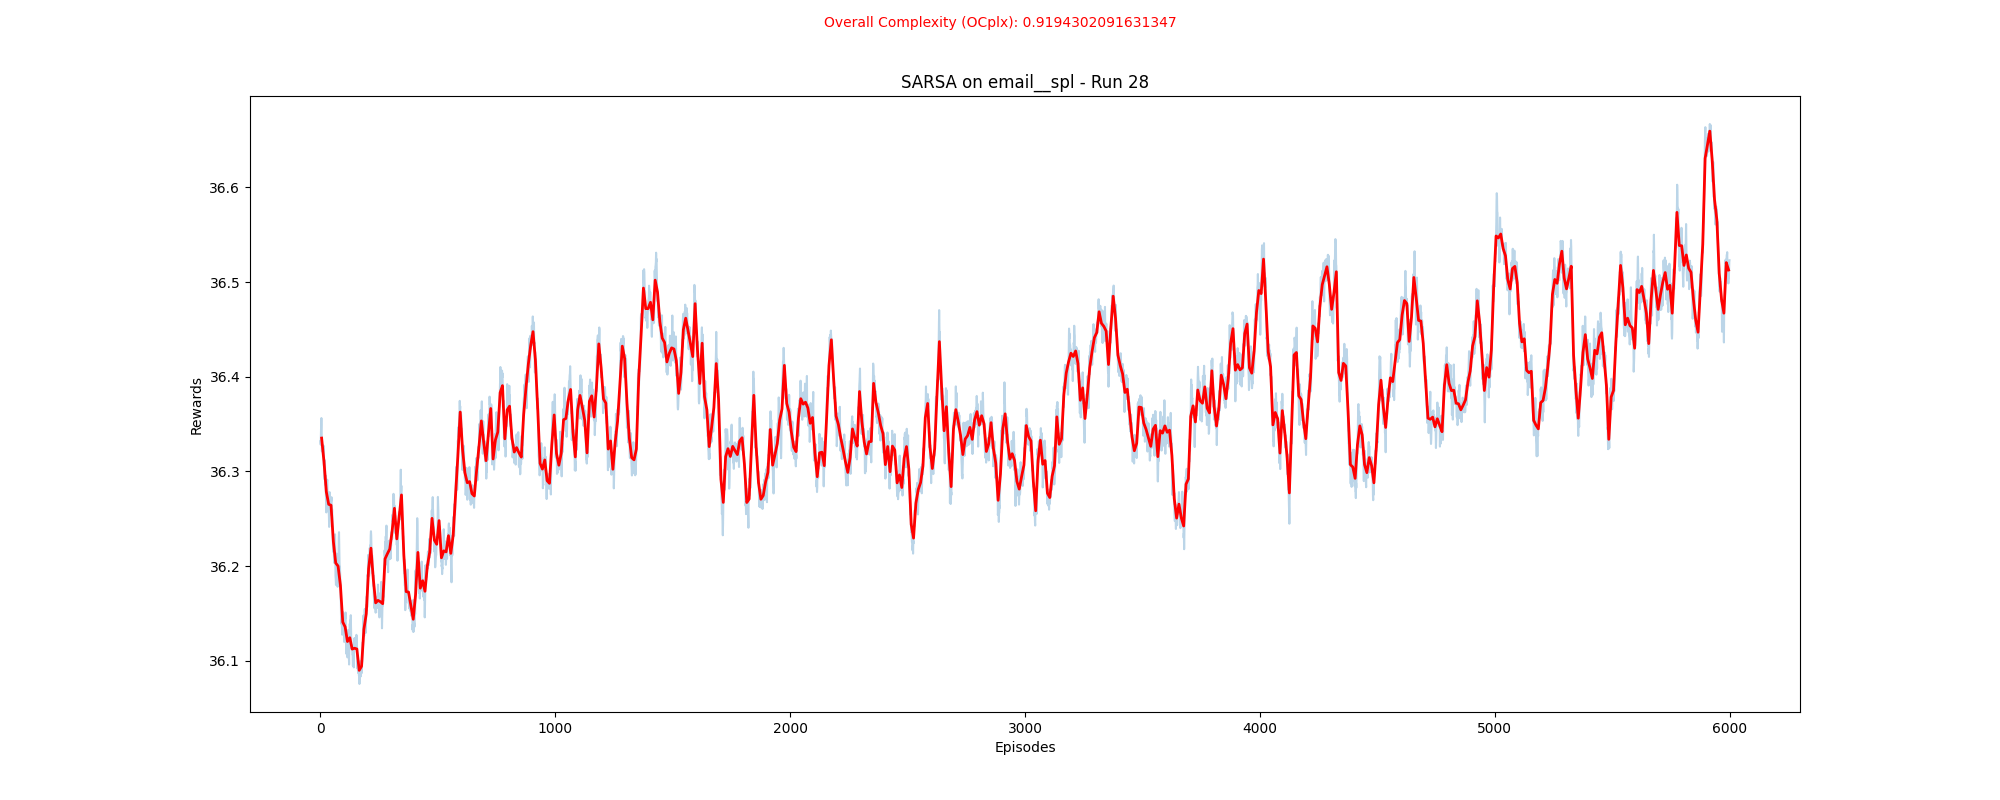 Overall Complexity (OCplx): 0.9194302091631347
SARSA on email__spl - Run 28
36.6
36.5
36.4
36.3
36.2
36.1
Rewards
0 1000 2000 3000 4000 5000 6000
Episodes